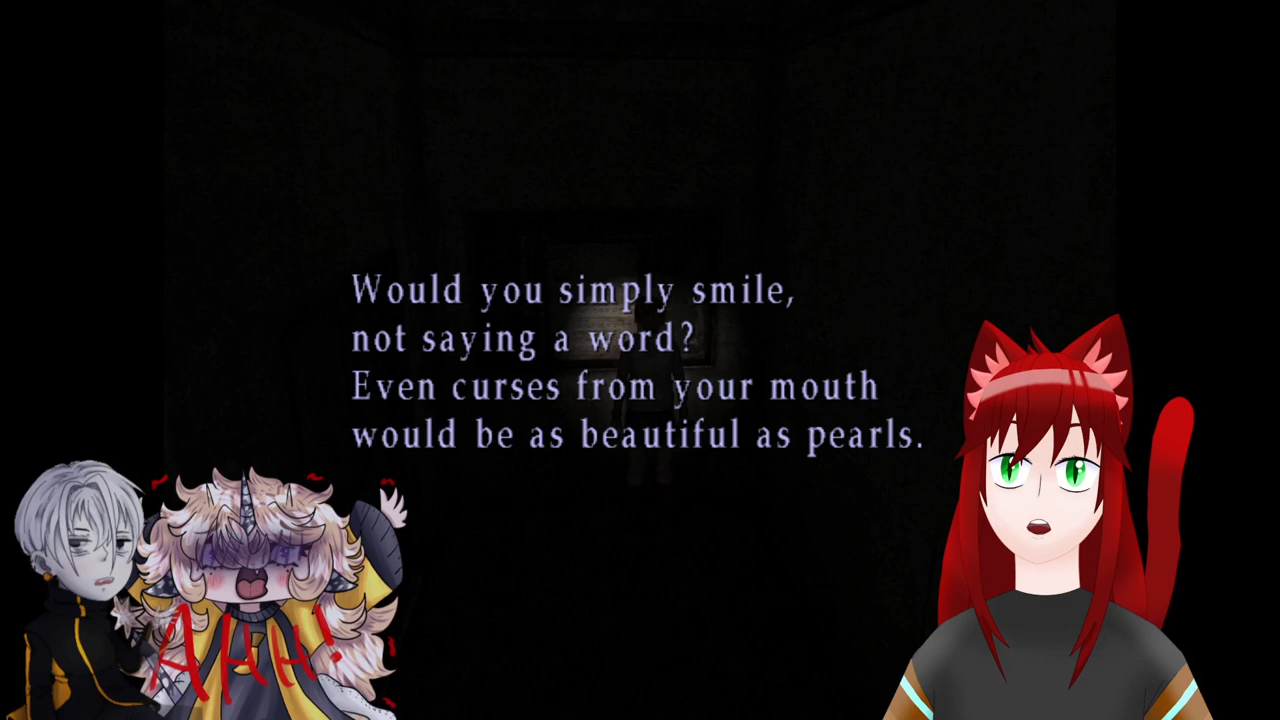 Would you simply smile,
not saying a word?
Even curses from your mouth
would be as beautiful as pearls.
AHH!